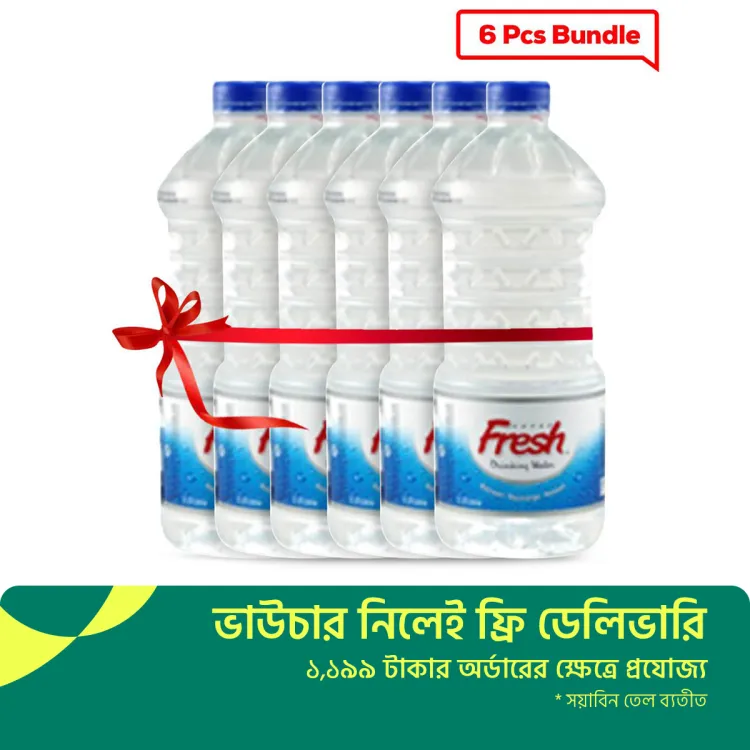 6 Pcs Bundle
Fresh
Drinking Water
ভাউচার নিলেই ফ্রি ডেলিভারি
১,১৯৯ টাকার অর্ডারের ক্ষেত্রে প্রযোজ্য
* সয়াবিন তেল ব্যতীত